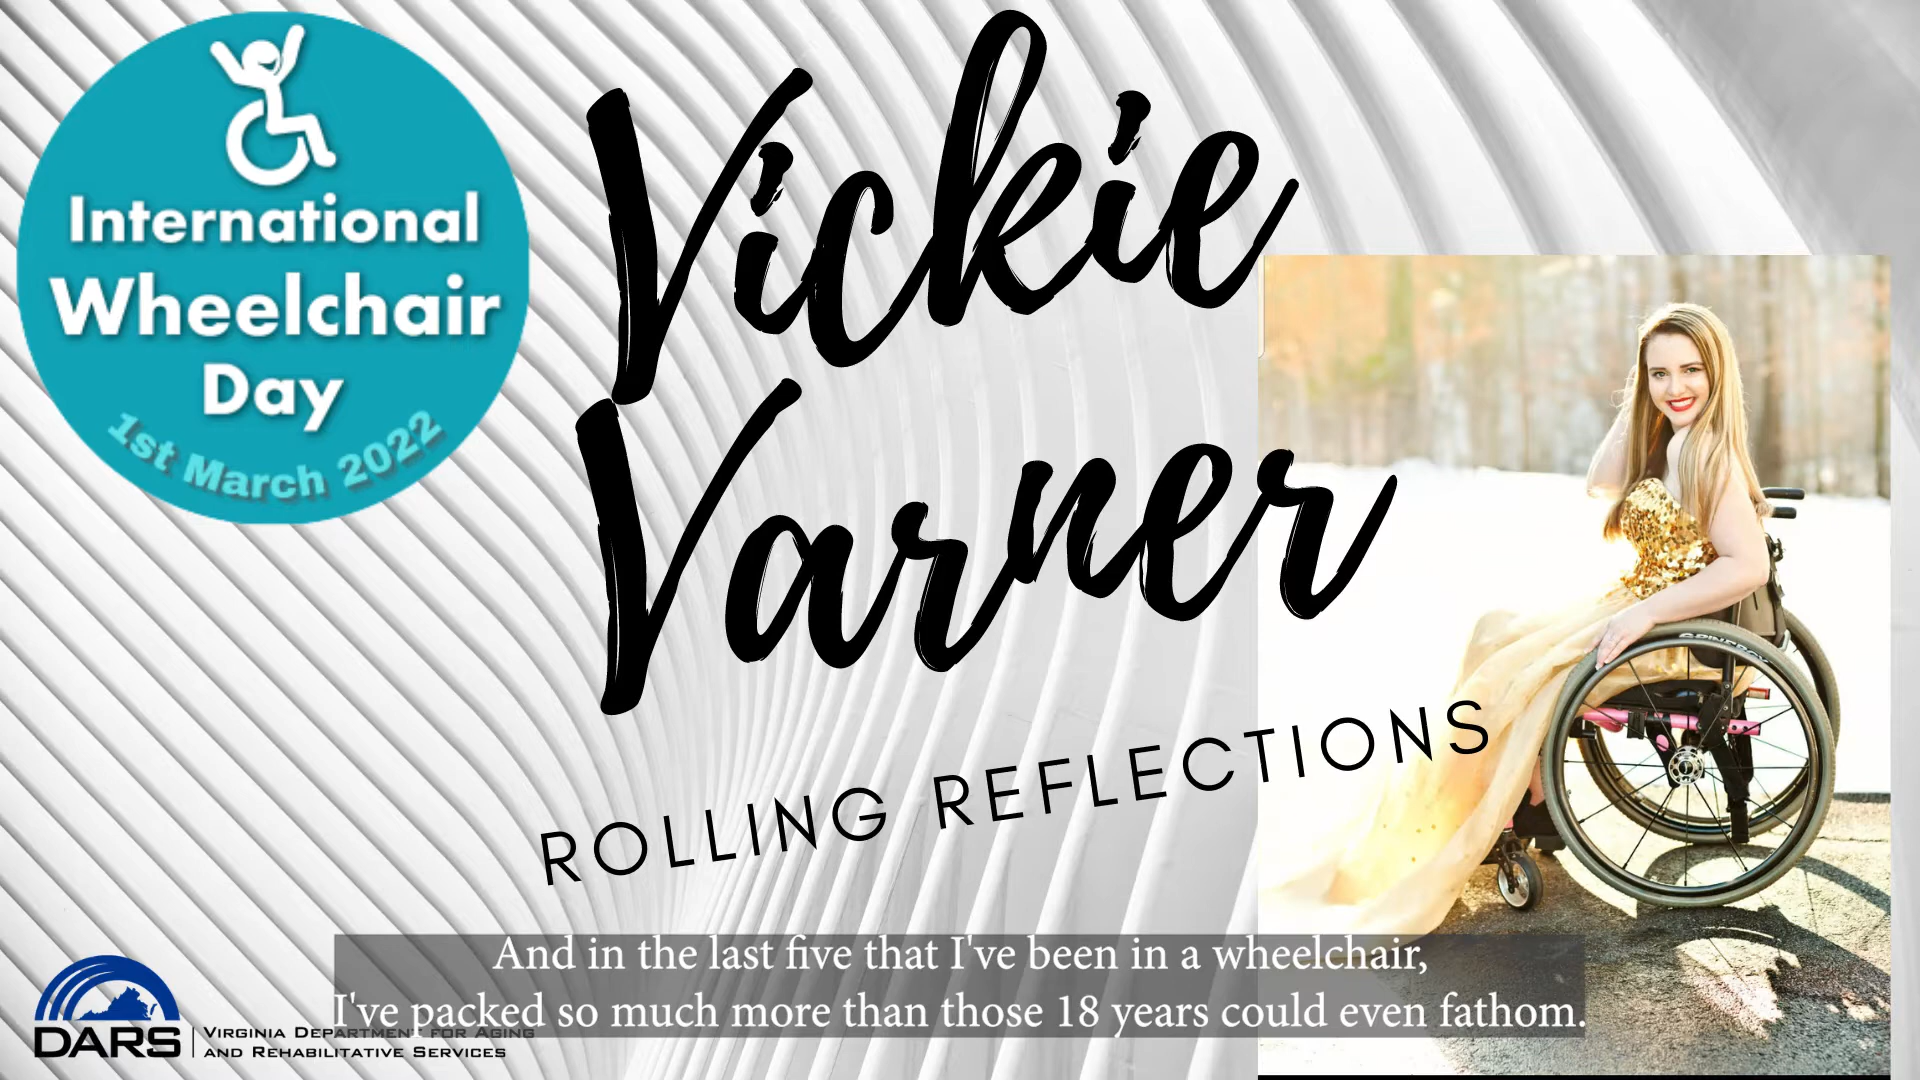 International
Wheelchair
Day
1st March 2022
Vickie
Varner
ROLLING REFLECTIONS
SPINERGY
And in the last five that I've been in a wheelchair,
I've packed so much more than those 18 years could even fathom.
DARS
VIRGINIA DEPARTMENT FOR AGING
AND REHABILITATIVE SERVICES